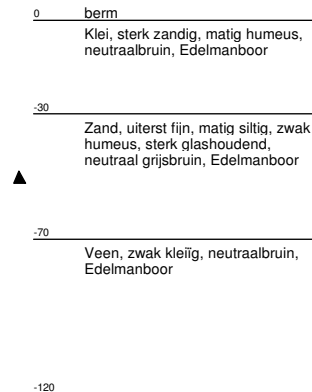 0 berm
Klei, sterk zandig, matig humeus,
neutraalbruin, Edelmanboor
-30
Zand, uiterst fijn, matig siltig, zwak
humeus, sterk glashoudend,
neutraal grijsbruin, Edelmanboor
-70
Veen, zwak kleiïg, neutraalbruin,
Edelmanboor
-120